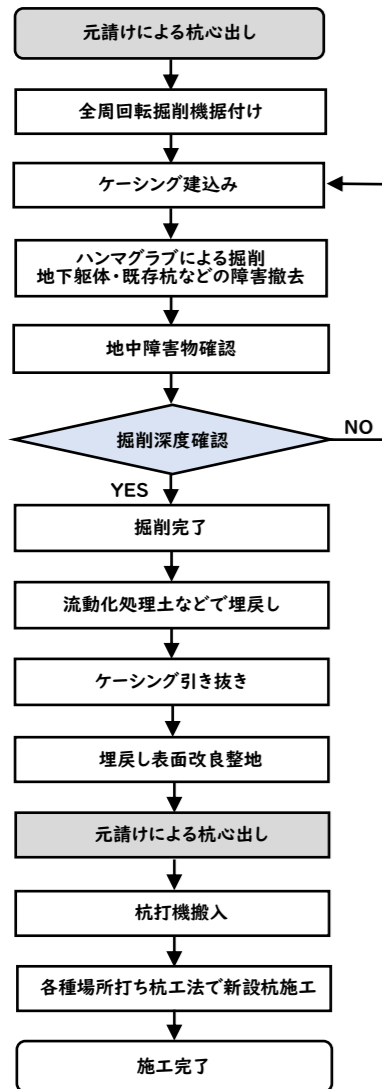 元請けによる杭心出し
全周回転掘削機据付け
ケーシング建込み
ハンマグラブによる掘削
地下躯体・既存杭などの障害撤去
地中障害物確認
掘削深度確認
NO
YES
掘削完了
流動化処理土などで埋戻し
ケーシング引き抜き
埋戻し表面改良整地
元請けによる杭心出し
杭打機搬入
各種場所打ち杭工法で新設杭施工
施工完了